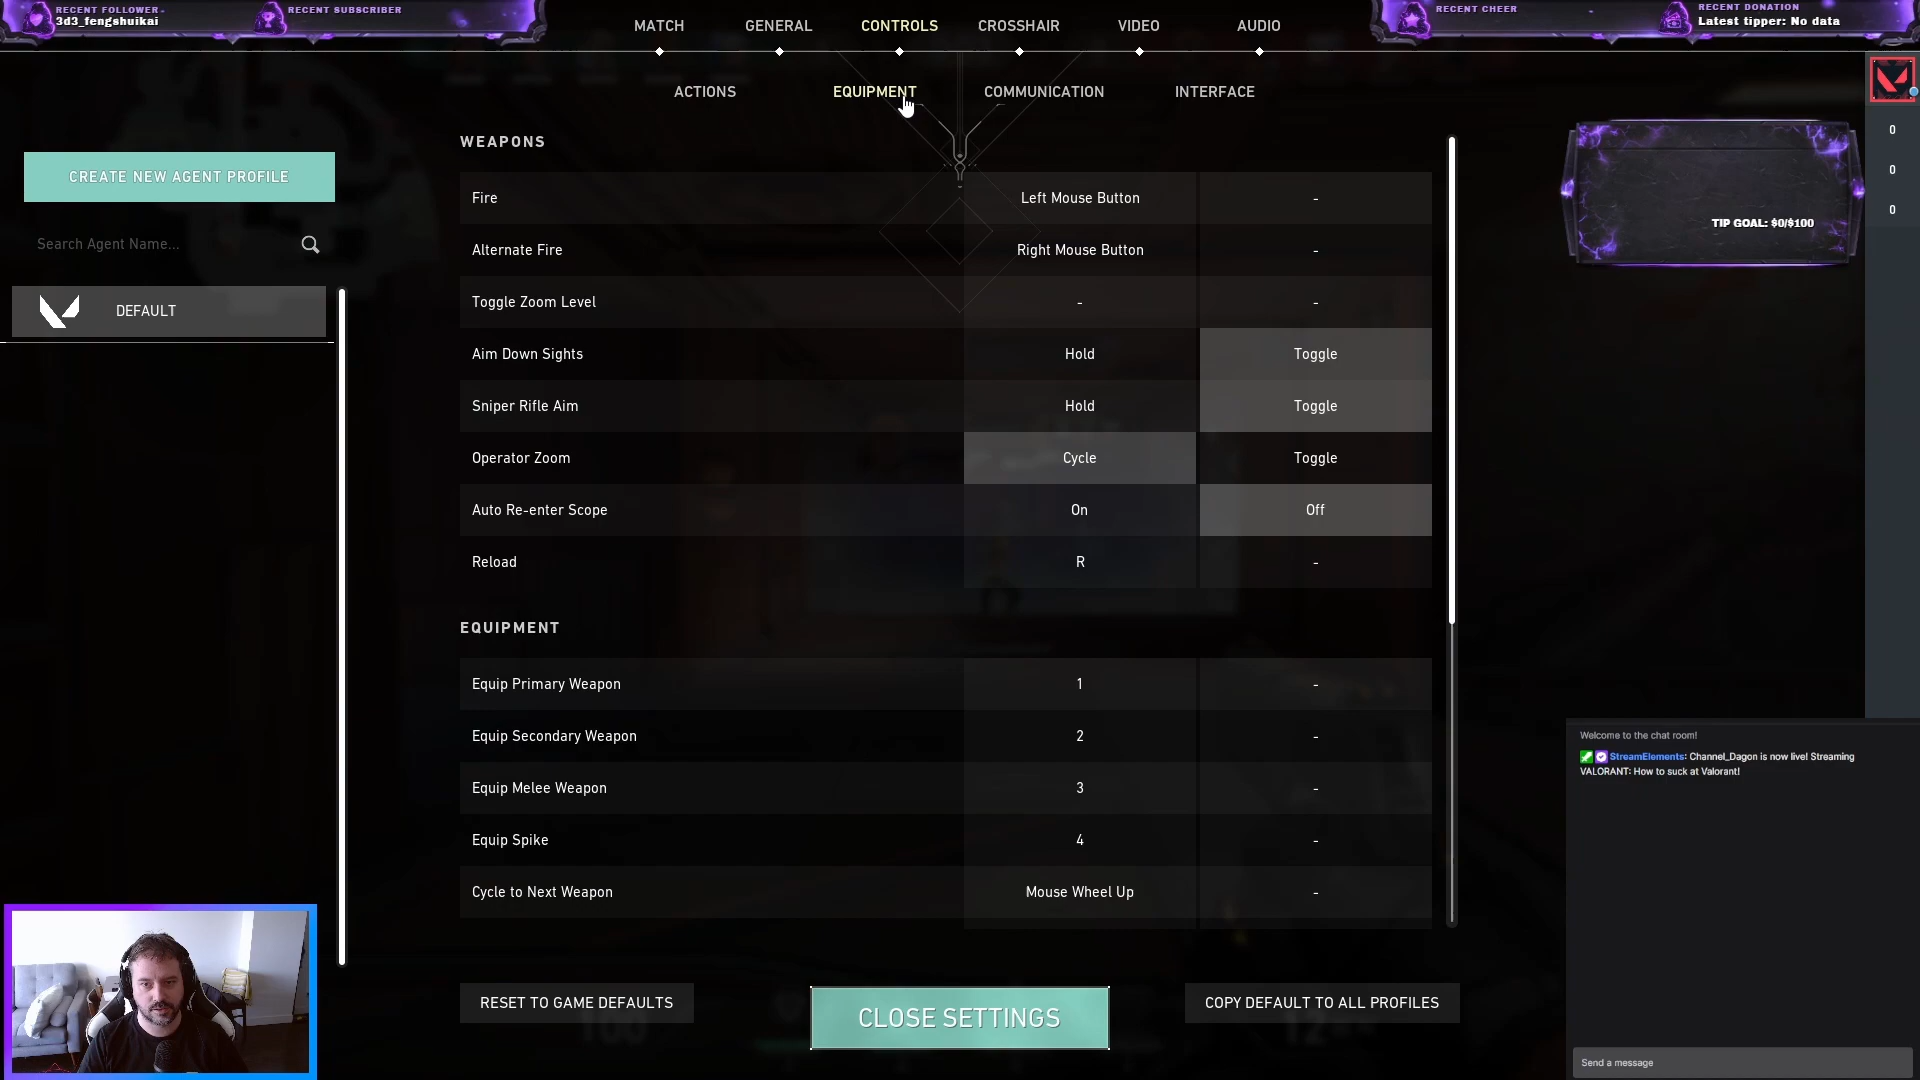 RECENT FOLLOWER
3d3_fengshuikai
RECENT SUBSCRIBER
MATCH
GENERAL
CONTROLS
CROSSHAIR
VIDEO
AUDIO
RECENT CHEER
RECENT DONATION
Latest tipper: No data
ACTIONS
EQUIPMENT
COMMUNICATION
INTERFACE
CREATE NEW AGENT PROFILE
Search Agent Name...
DEFAULT
WEAPONS
Fire Left Mouse Button -
Alternate Fire Right Mouse Button -
Toggle Zoom Level - -
Aim Down Sights Hold Toggle
Sniper Rifle Aim Hold Toggle
Operator Zoom Cycle Toggle
Auto Re-enter Scope On Off
Reload R -
EQUIPMENT
Equip Primary Weapon 1 -
Equip Secondary Weapon 2 -
Equip Melee Weapon 3 -
Equip Spike 4 -
Cycle to Next Weapon Mouse Wheel Up -
RESET TO GAME DEFAULTS
CLOSE SETTINGS
COPY DEFAULT TO ALL PROFILES
0
0
0
TIP GOAL: $0/$100
Welcome to the chat room!
StreamElements: Channel_Dagon is now live! Streaming
VALORANT: How to suck at Valorant!
Send a message